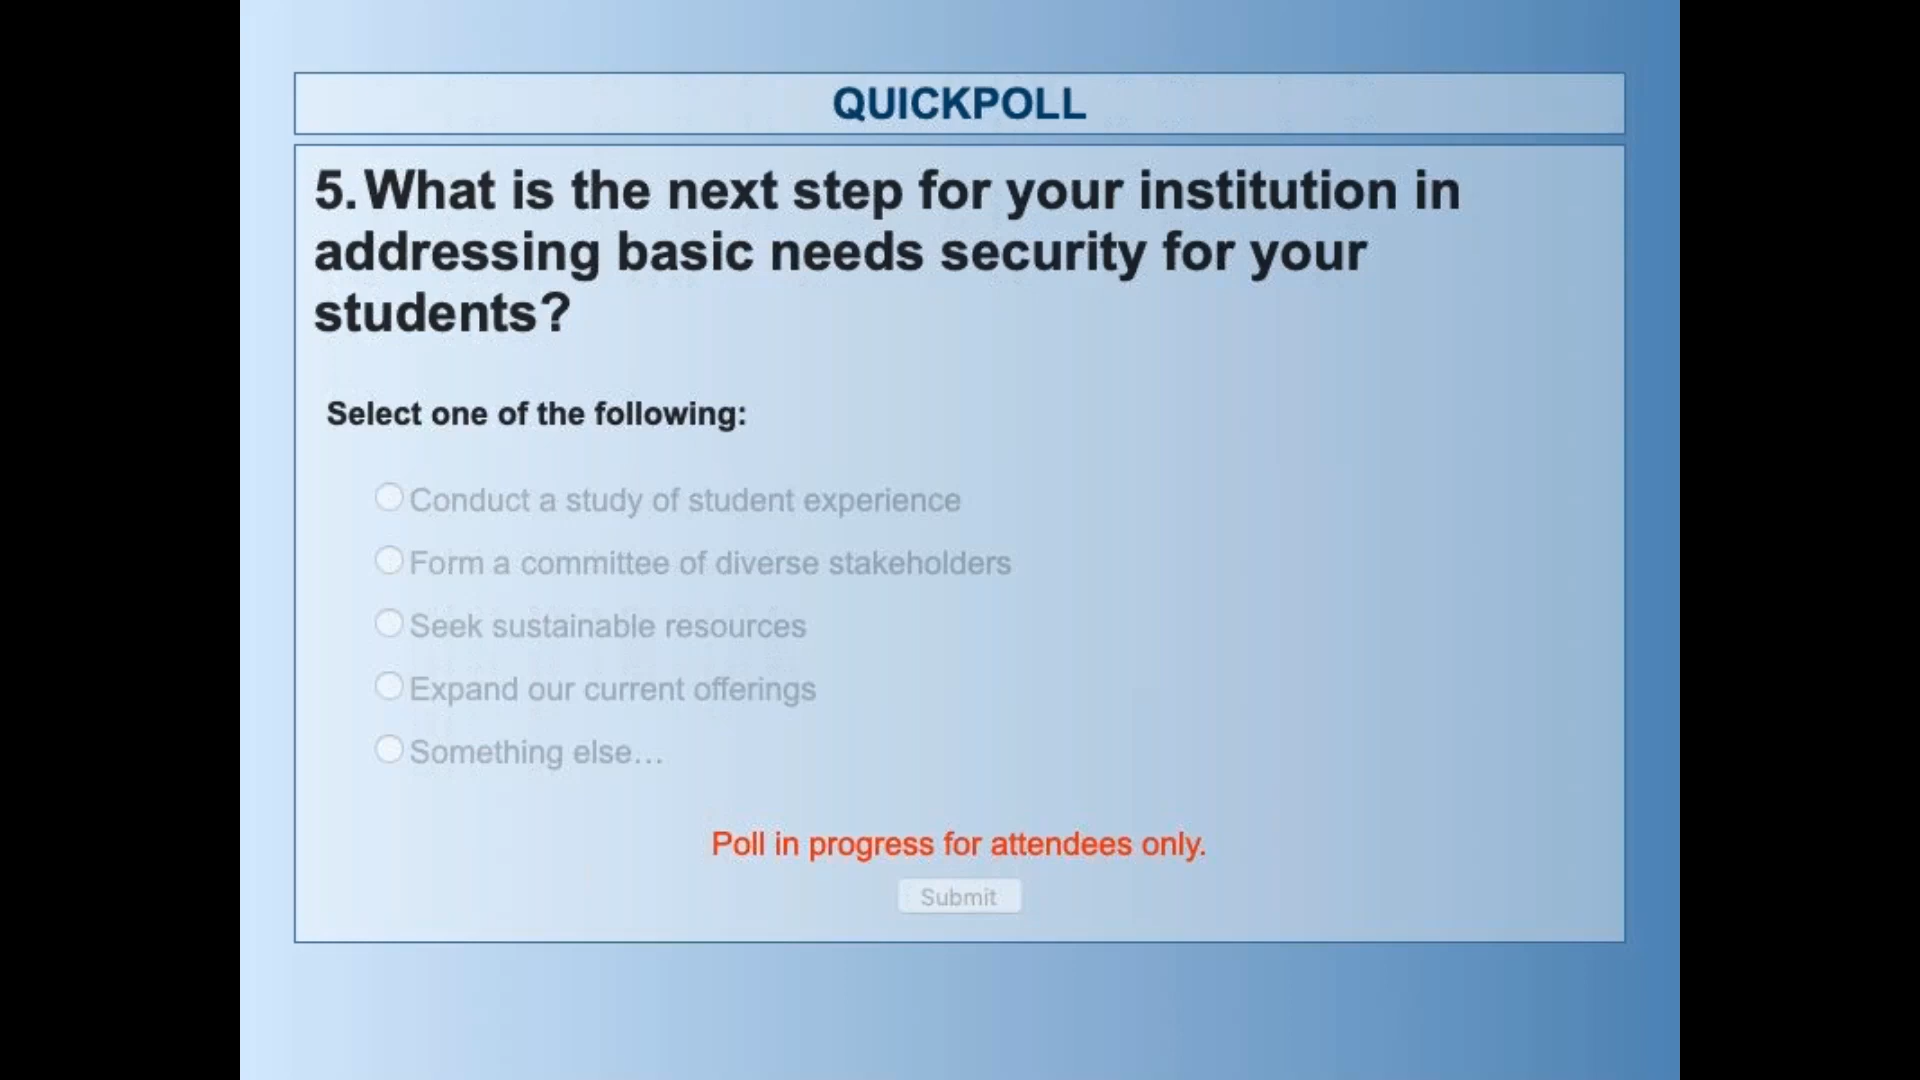 QUICKPOLL
5. What is the next step for your institution in
addressing basic needs security for your
students?
Select one of the following:
Conduct a study of student experience
Form a committee of diverse stakeholders
Seek sustainable resources
Expand our current offerings
Something else…
Poll in progress for attendees only.
Submit